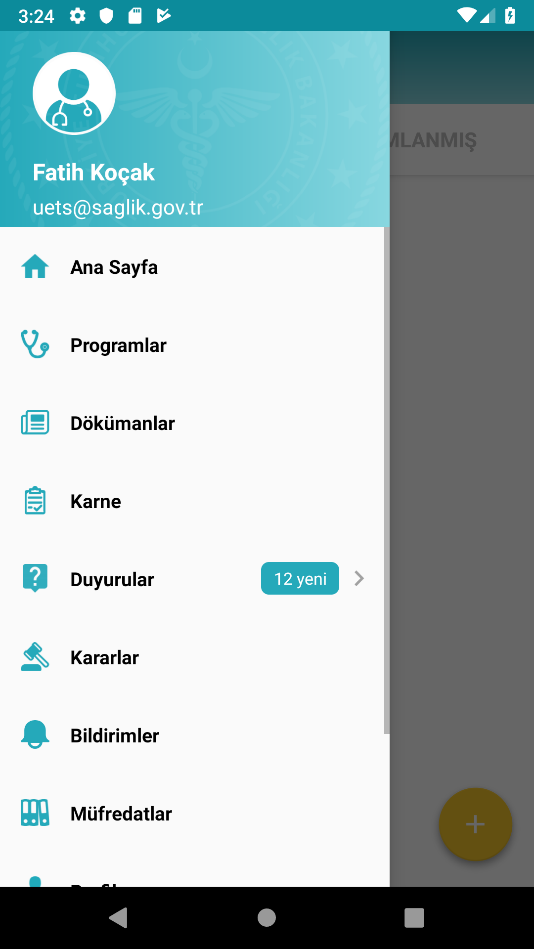 3:24
Fatih Koçak
uets@saglik.gov.tr
MLANMIŞ
Ana Sayfa
Programlar
Dökümanlar
Karne
Duyurular
12 yeni
Kararlar
Bildirimler
Müfredatlar